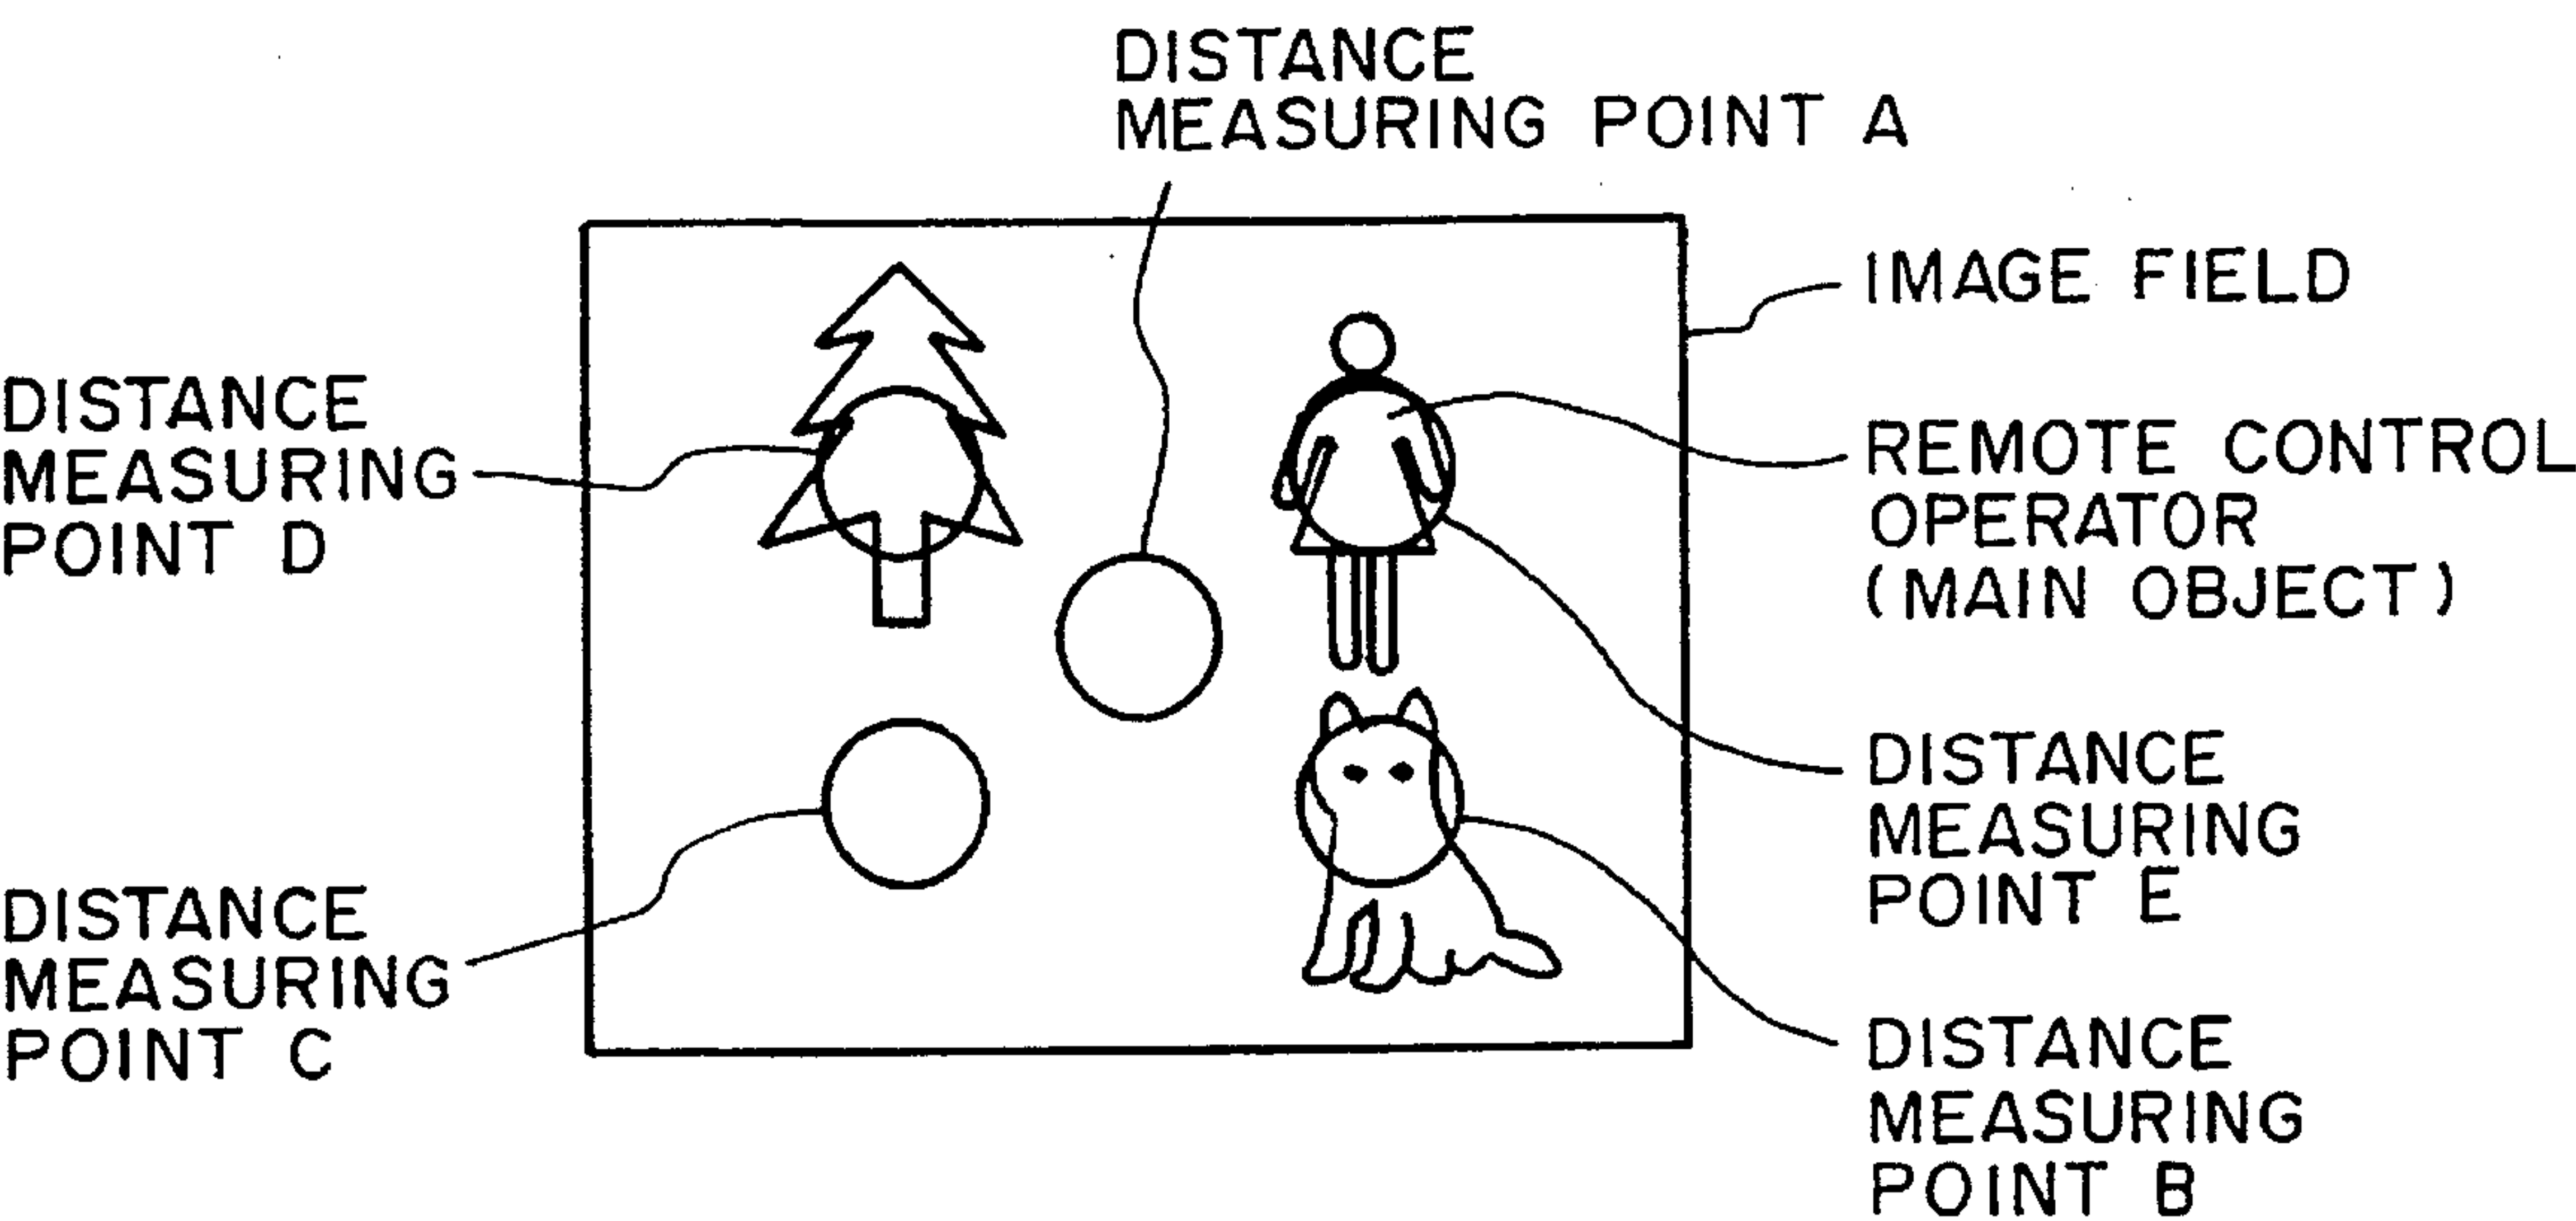 DISTANCE
MEASURING POINT A
IMAGE FIELD
DISTANCE
MEASURING
POINT D
REMOTE CONTROL
OPERATOR
(MAIN OBJECT)
DISTANCE
MEASURING
POINT E
DISTANCE
MEASURING
POINT C
DISTANCE
MEASURING
POINT B